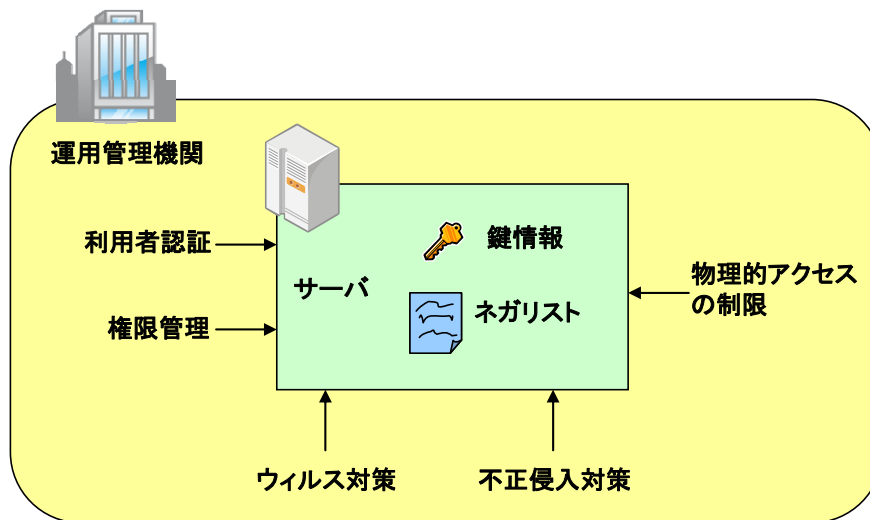 運用管理機関
利用者認証
鍵情報
サーバ
物理的アクセス
の制限
ネガリスト
権限管理
ウィルス対策
不正侵入対策